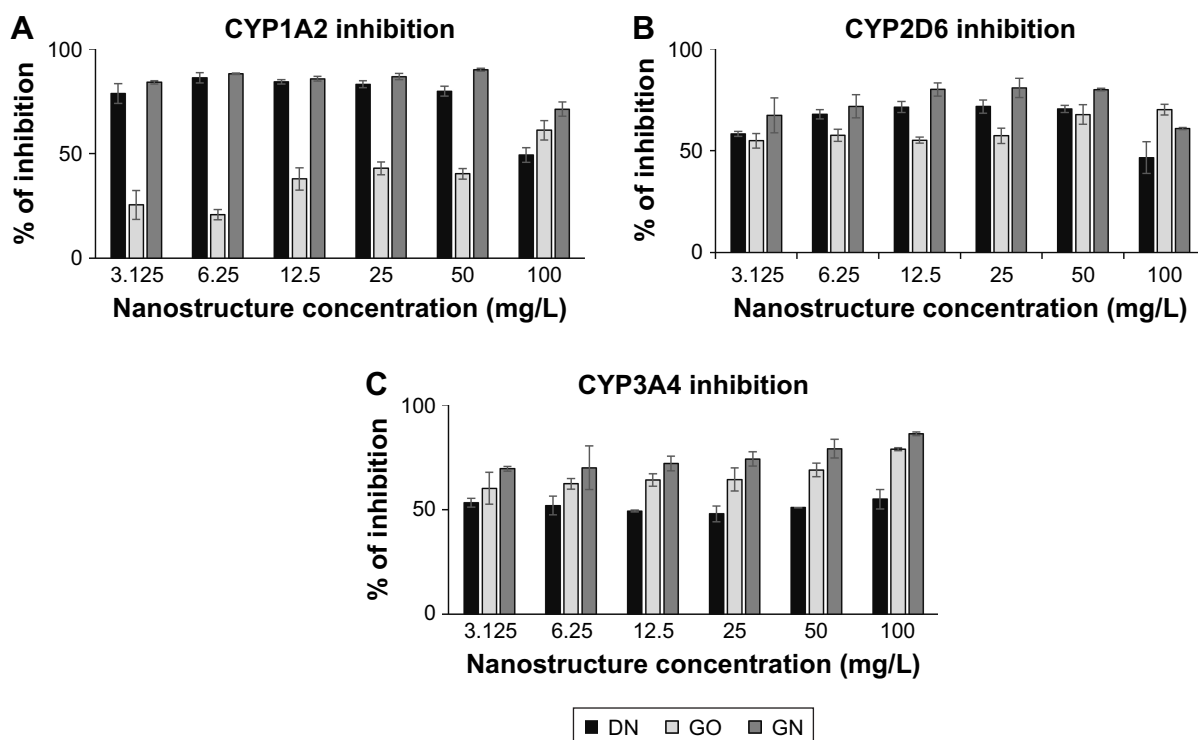 A
CYP1A2 inhibition
% of inhibition
100
50
0
3.125 6.25 12.5 25 50 100
Nanostructure concentration (mg/L)
B
CYP2D6 inhibition
% of inhibition
100
50
0
3.125 6.25 12.5 25 50 100
Nanostructure concentration (mg/L)
C
CYP3A4 inhibition
% of inhibition
100
50
0
3.125 6.25 12.5 25 50 100
Nanostructure concentration (mg/L)
DN GO GN